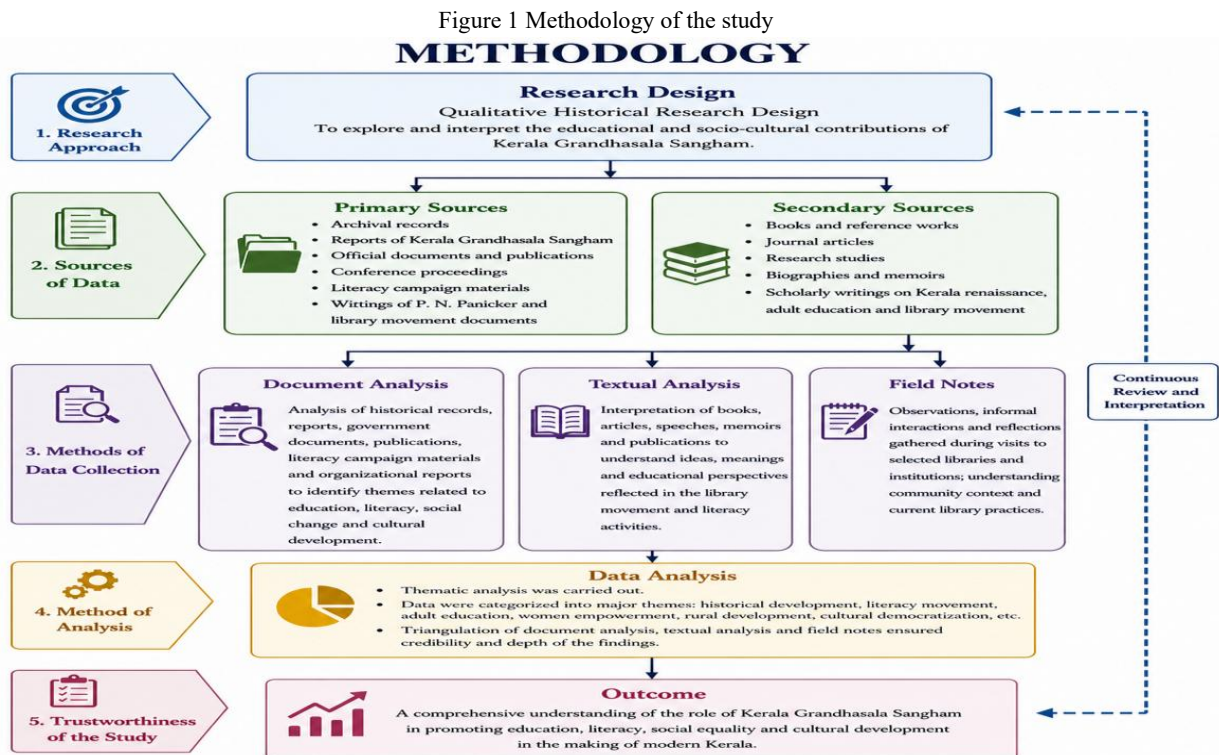 Figure 1 Methodology of the study
METHODOLOGY
1. Research
Approach
Research Design
Qualitative Historical Research Design
To explore and interpret the educational and socio-cultural contributions of
Kerala Grandhasala Sangham.
2. Sources
of Data
Primary Sources
• Archival records
• Reports of Kerala Grandhasala Sangham
• Official documents and publications
• Conference proceedings
• Literacy campaign materials
• Wittings of P. N. Panicker and
library movement documents
Secondary Sources
• Books and reference works
• Journal articles
• Research studies
• Biographies and memoirs
• Scholarly writings on Kerala renaissance,
adult education and library movement
3. Methods of
Data Collection
Document Analysis
Analysis of historical records,
reports, government
documents, publications,
literacy campaign materials
and organizational reports
to identify themes related to
education, literacy, social
change and cultural
development.
Textual Analysis
Interpretation of books,
articles, speeches, memoirs
and publications to
understand ideas, meanings
and educational perspectives
reflected in the library
movement and literacy
activities.
Field Notes
Observations, informal
interactions and reflections
gathered during visits to
selected libraries and
institutions; understanding
community context and
current library practices.
Continuous
Review and
Interpretation
4. Method of
Analysis
Data Analysis
• Thematic analysis was carried out.
• Data were categorized into major themes: historical development, literacy movement,
adult education, women empowerment, rural development, cultural democratization, etc.
• Triangulation of document analysis, textual analysis and field notes ensured
credibility and depth of the findings.
5. Trustworthiness
of the Study
Outcome
A comprehensive understanding of the role of Kerala Grandhasala Sangham
in promoting education, literacy, social equality and cultural development
in the making of modern Kerala.